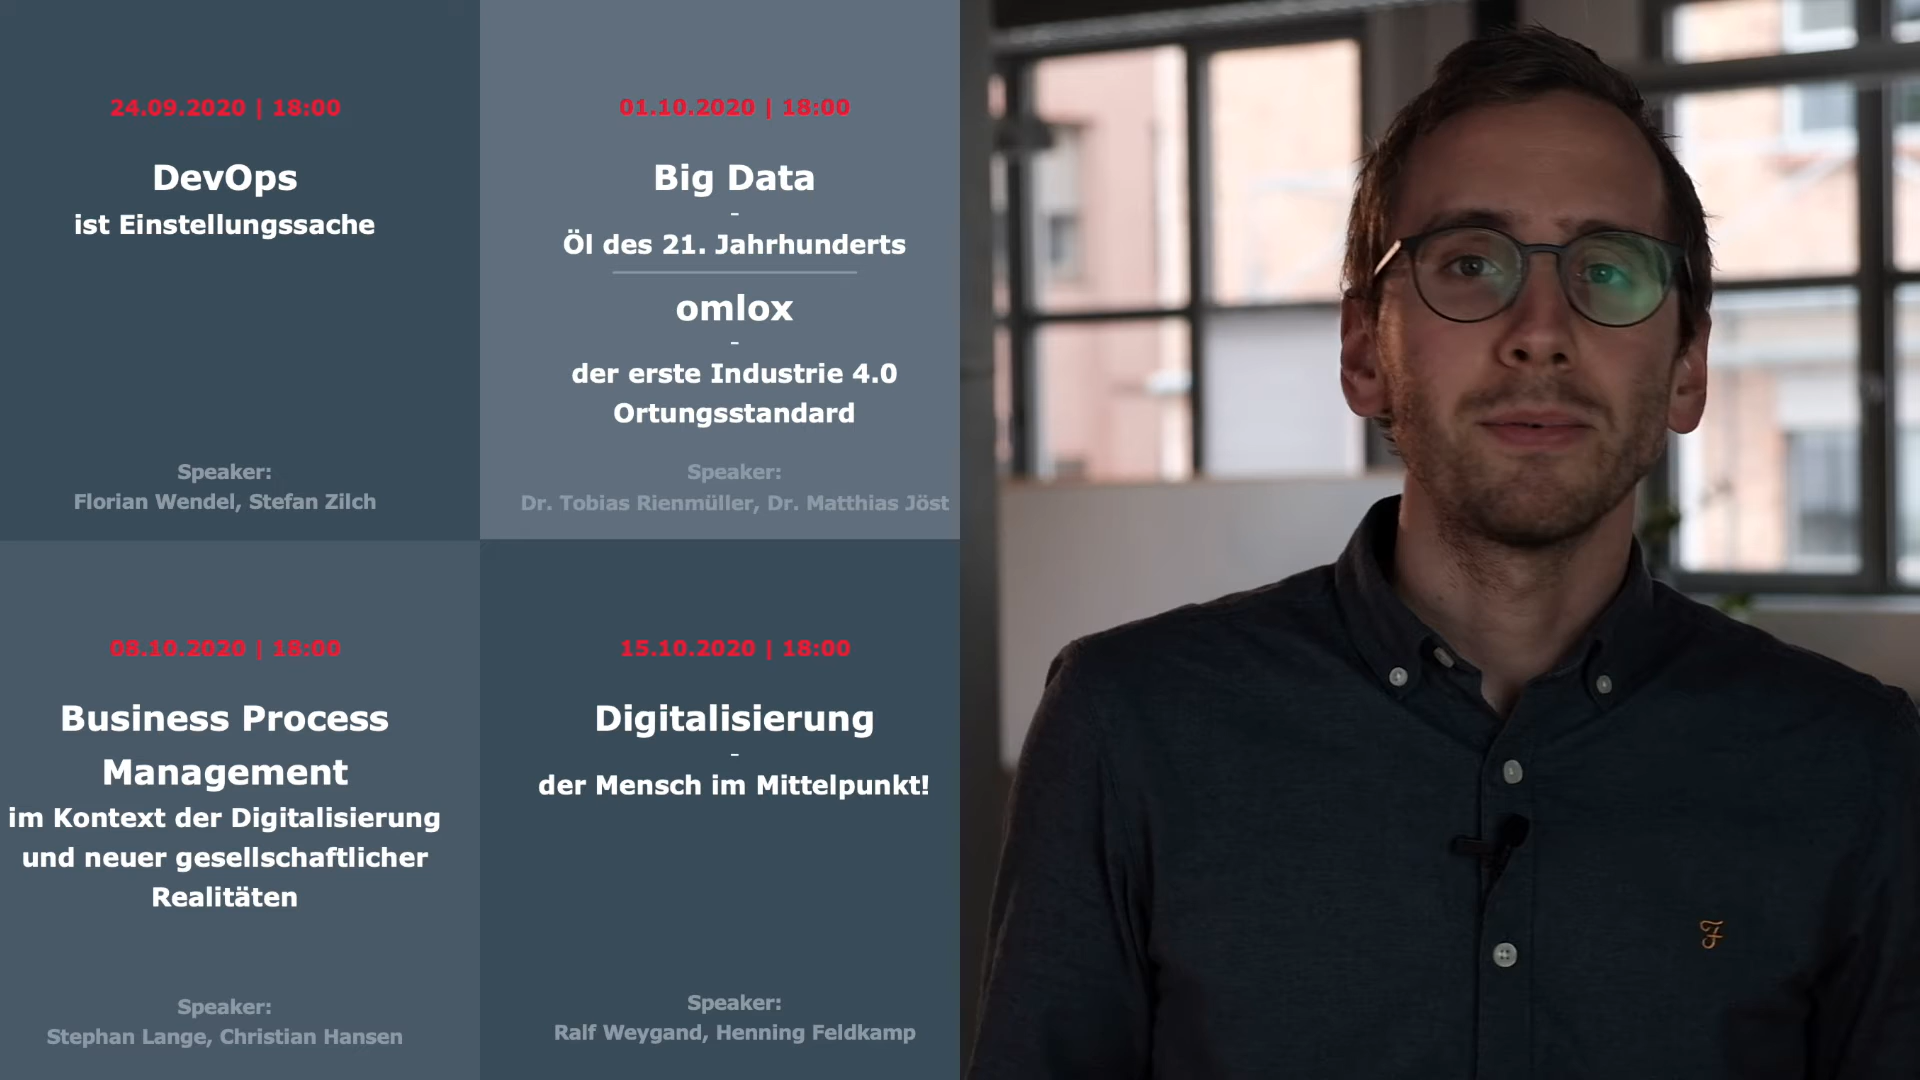 24.09.2020 | 18:00
DevOps
ist Einstellungssache
Speaker:
Florian Wendel, Stefan Zilch
01.10.2020 | 18:00
Big Data
-
Öl des 21. Jahrhunderts
omlox
-
der erste Industrie 4.0
Ortungsstandard
Speaker:
Dr. Tobias Rienmüller, Dr. Matthias Jöst
08.10.2020 | 18:00
Business Process
Management
im Kontext der Digitalisierung
und neuer gesellschaftlicher
Realitäten
Speaker:
Stephan Lange, Christian Hansen
15.10.2020 | 18:00
Digitalisierung
-
der Mensch im Mittelpunkt!
Speaker:
Ralf Weygand, Henning Feldkamp
F